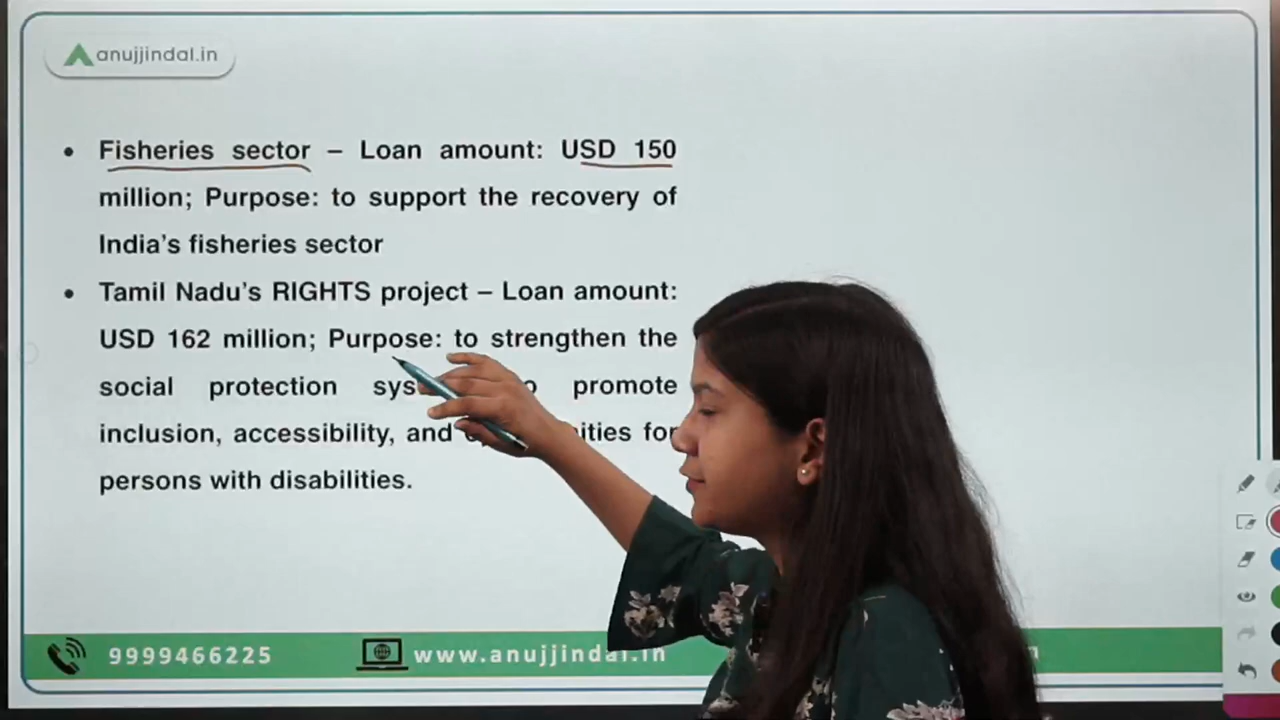 anujjindal.in
• Fisheries sector – Loan amount: USD 150
million; Purpose: to support the recovery of
India's fisheries sector
• Tamil Nadu's RIGHTS project – Loan amount:
USD 162 million; Purpose: to strengthen the
social protection promote
inclusion, accessibility, and for
persons with disabilities.
9999466225 www.anujjindal.in